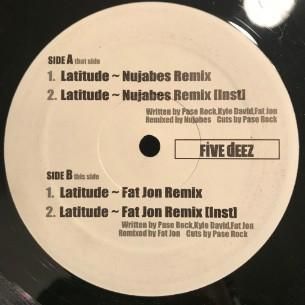 SIDE A that side
1. Latitude ~ Nujabes Remix
2. Latitude ~ Nujabes Remix [Inst]
Written by Pase Rock,Kyle David,Fat Jon
Remixed by Nujabes Cuts by Pase Rock
FiVE dEEZ
SIDE B this side
1. Latitude ~ Fat Jon Remix
2. Latitude ~ Fat Jon Remix [Inst]
Written by Pase Rock,Kyle David,Fat Jon
Remixed by Fat Jon Cuts by Pase Rock